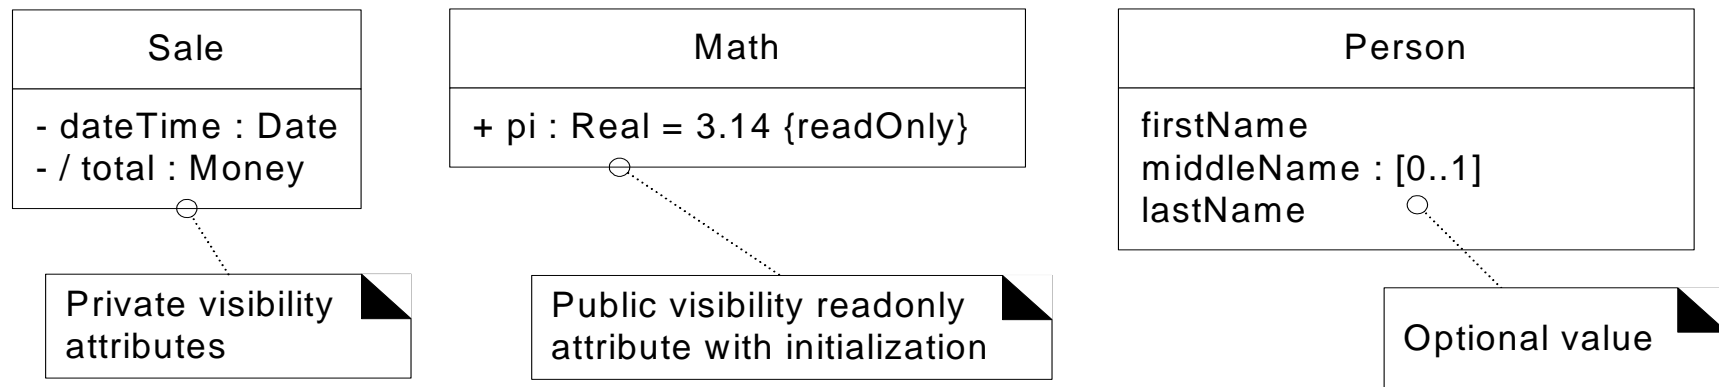 Sale
- dateTime : Date
- / total : Money
Private visibility
attributes
Math
+ pi : Real = 3.14 {readOnly}
Public visibility readonly
attribute with initialization
Person
firstName
middleName : [0..1]
lastName
Optional value